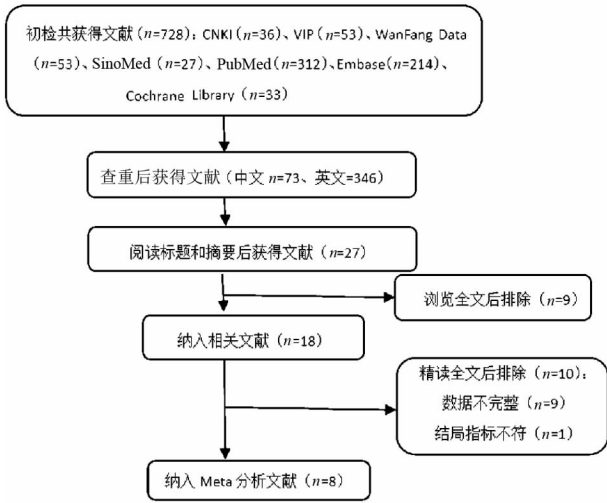 初检共获得文献（n=728）：CNKI（n=36）、VIP（n=53）、WanFang Data
（n=53）、SinoMed（n=27）、PubMed（n=312）、Embase（n=214）、
Cochrane Library（n=33）
查重后获得文献（中文 n=73、英文=346）
阅读标题和摘要后获得文献（n=27）
浏览全文后排除（n=9）
纳入相关文献（n=18）
精读全文后排除（n=10）：
数据不完整（n=9）
结局指标不符（n=1）
纳入 Meta 分析文献（n=8）